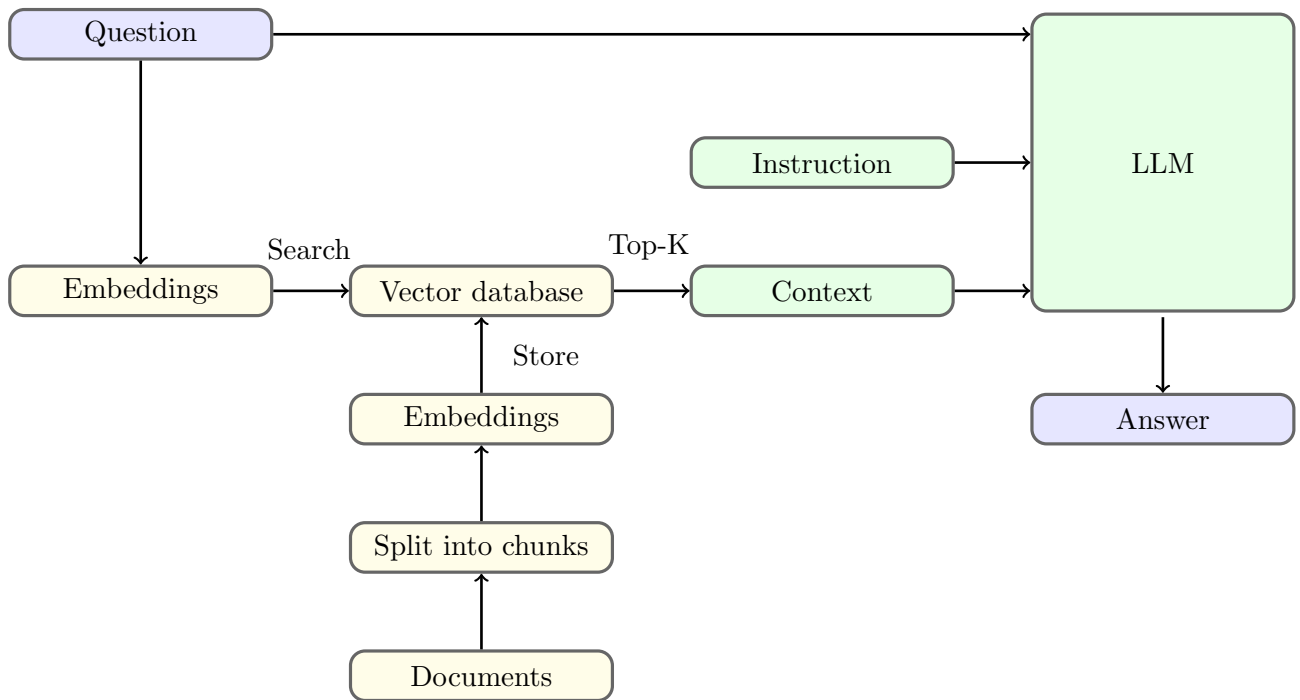 Question
Instruction
LLM
Search
Top-K
Embeddings
Vector database
Context
Store
Embeddings
Answer
Split into chunks
Documents